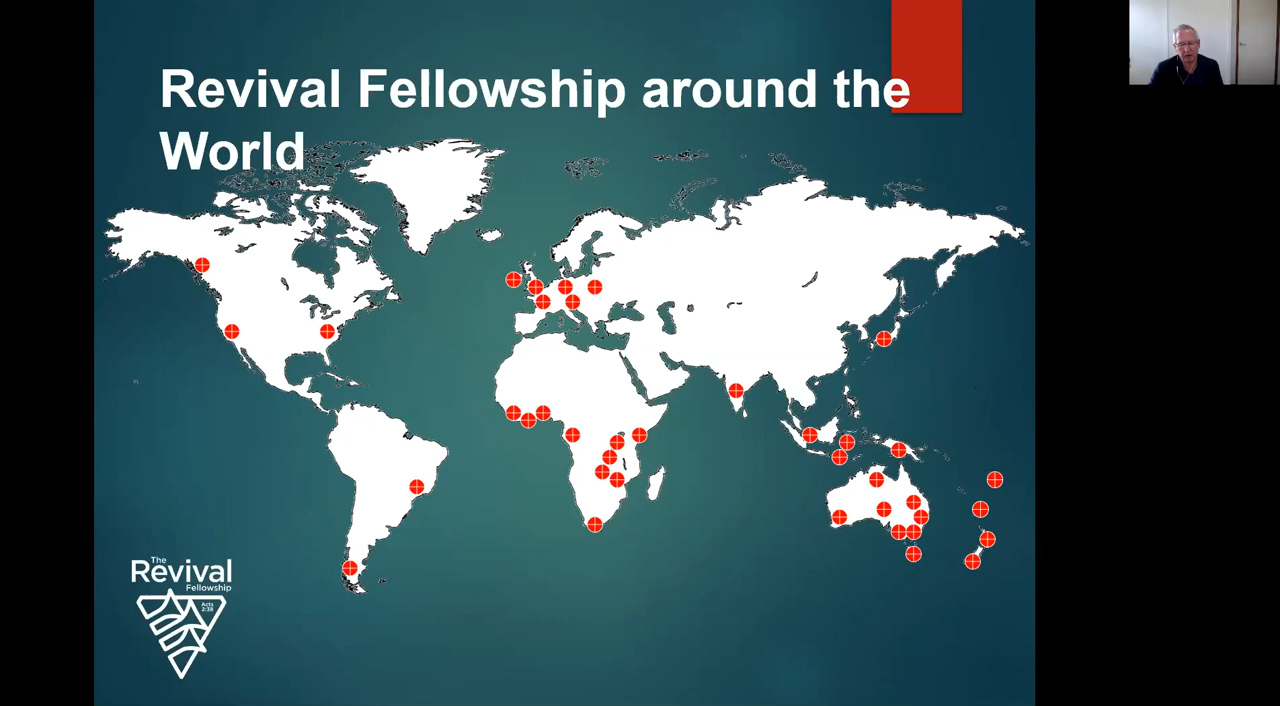 Revival Fellowship around the
World
The
Revival
Fellowship
Acts
2:38